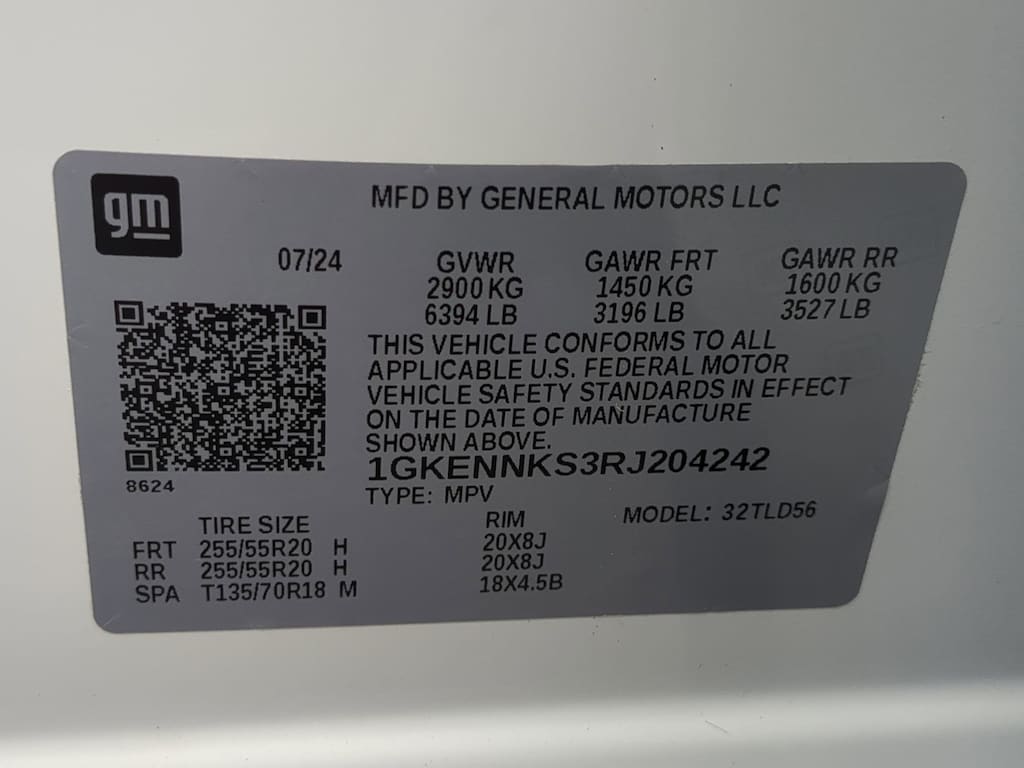 gm
MFD BY GENERAL MOTORS LLC
07/24 GVWR GAWR FRT GAWR RR
2900 KG 1450 KG 1600 KG
6394 LB 3196 LB 3527 LB
THIS VEHICLE CONFORMS TO ALL
APPLICABLE U.S. FEDERAL MOTOR
VEHICLE SAFETY STANDARDS IN EFFECT
ON THE DATE OF MANUFACTURE
SHOWN ABOVE.
1GKENNKS3RJ204242
8624
TYPE: MPV
MODEL: 32TLD56
TIRE SIZE RIM
FRT 255/55R20 H 20X8J
RR 255/55R20 H 20X8J
SPA T135/70R18 M 18X4.5B